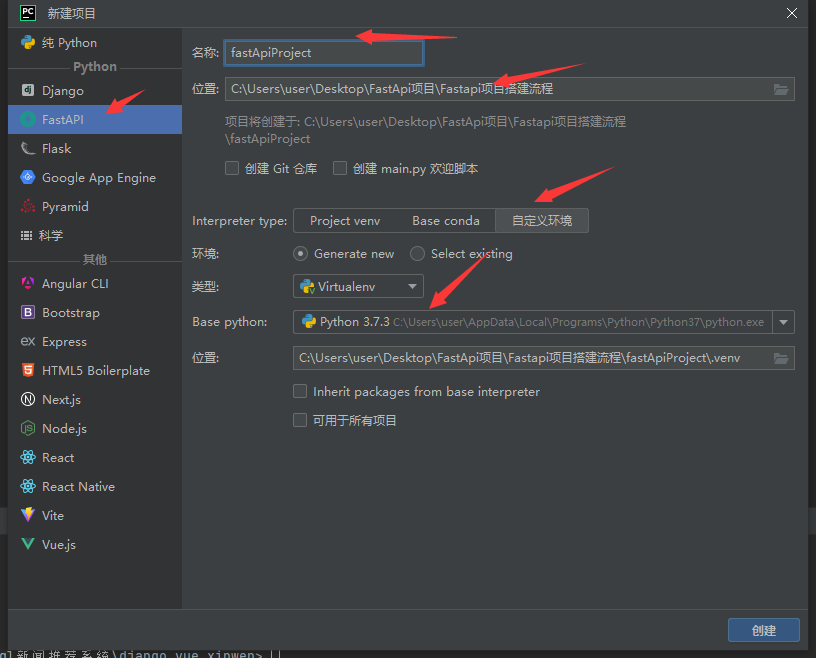 PC 新建项目
纯 Python
Python
dj Django
FastAPI
Flask
Google App Engine
Pyramid
科学
其他
Angular CLI
B Bootstrap
ex Express
HTML5 Boilerplate
Next.js
Node.js
React
React Native
Vite
Vue.js
名称: fastApiProject
位置: C:\Users\user\Desktop\FastApi项目\Fastapi项目搭建流程
项目将创建于: C:\Users\user\Desktop\FastApi项目\Fastapi项目搭建流程
\fastApiProject
创建 Git 仓库 创建 main.py 欢迎脚本
Interpreter type: Project venv Base conda 自定义环境
环境: Generate new Select existing
类型: Virtualenv
Base python: Python 3.7.3 C:\Users\user\AppData\Local\Programs\Python\Python37\python.exe
位置: C:\Users\user\Desktop\FastApi项目\Fastapi项目搭建流程\fastApiProject\.venv
Inherit packages from base interpreter
可用于所有项目
创建
ql新闻推荐系统\django_vue_xinwen>